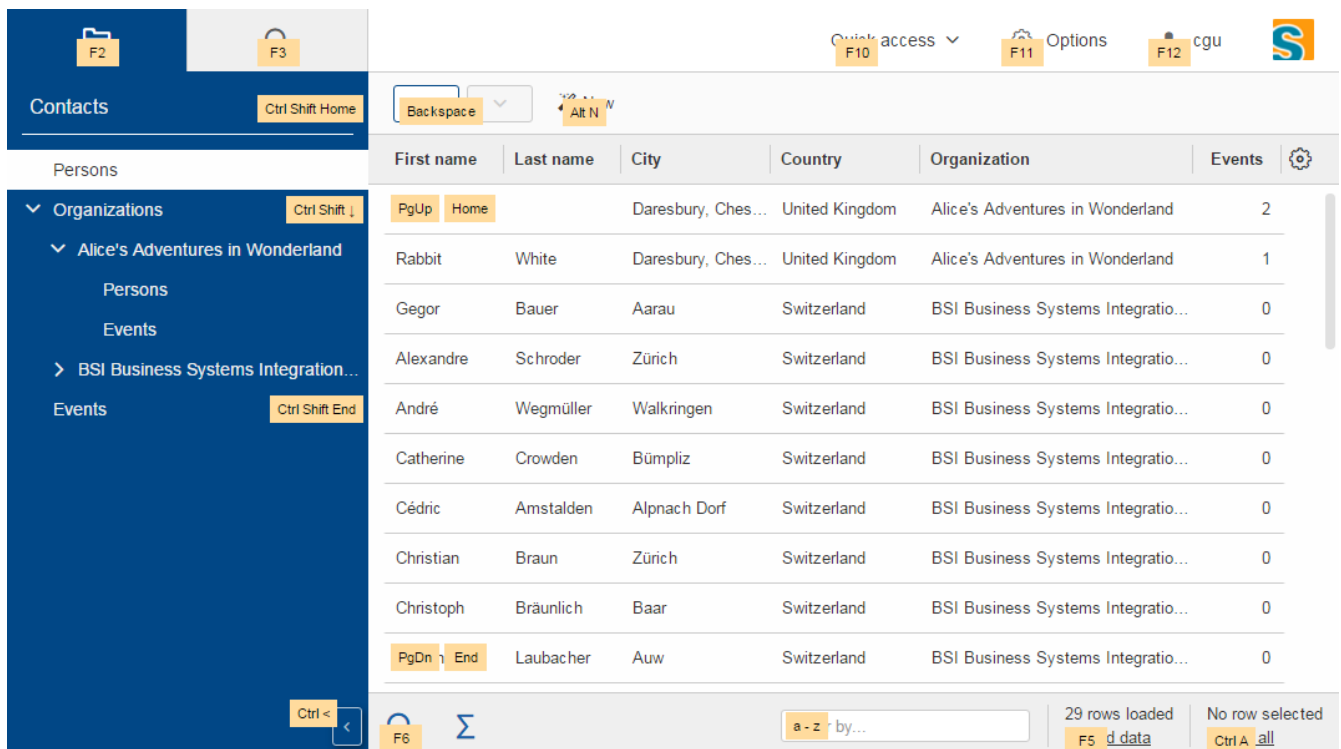 F2
F3
access
F10
Options
F11
cgu
F12
Contacts
Ctrl Shift Home
Backspace
Alt N
Persons
Organizations
Ctrl Shift ↓
Alice's Adventures in Wonderland
Persons
Events
BSI Business Systems Integration...
Events
Ctrl Shift End
Ctrl <
First name Last name City Country Organization Events
PgUp Home Daresbury, Ches... United Kingdom Alice's Adventures in Wonderland 2
Rabbit White Daresbury, Ches... United Kingdom Alice's Adventures in Wonderland 1
Gegor Bauer Aarau Switzerland BSI Business Systems Integratio... 0
Alexandre Schroder Zürich Switzerland BSI Business Systems Integratio... 0
André Wegmüller Walkringen Switzerland BSI Business Systems Integratio... 0
Catherine Crowden Bümpliz Switzerland BSI Business Systems Integratio... 0
Cédric Amstalden Alpnach Dorf Switzerland BSI Business Systems Integratio... 0
Christian Braun Zürich Switzerland BSI Business Systems Integratio... 0
Christoph Bräunlich Baar Switzerland BSI Business Systems Integratio... 0
PgDn End Laubacher Auw Switzerland BSI Business Systems Integratio... 0
F6
Σ
a - z by...
29 rows loaded
F5 data
No row selected
Ctrl A all